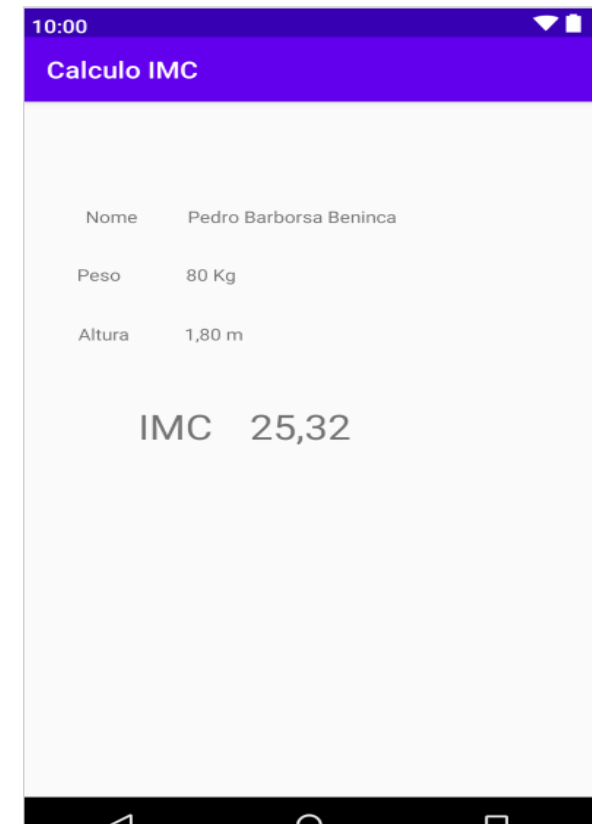 10:00
Calculo IMC
Nome Pedro Barborsa Beninca
Peso 80 Kg
Altura 1,80 m
IMC 25,32